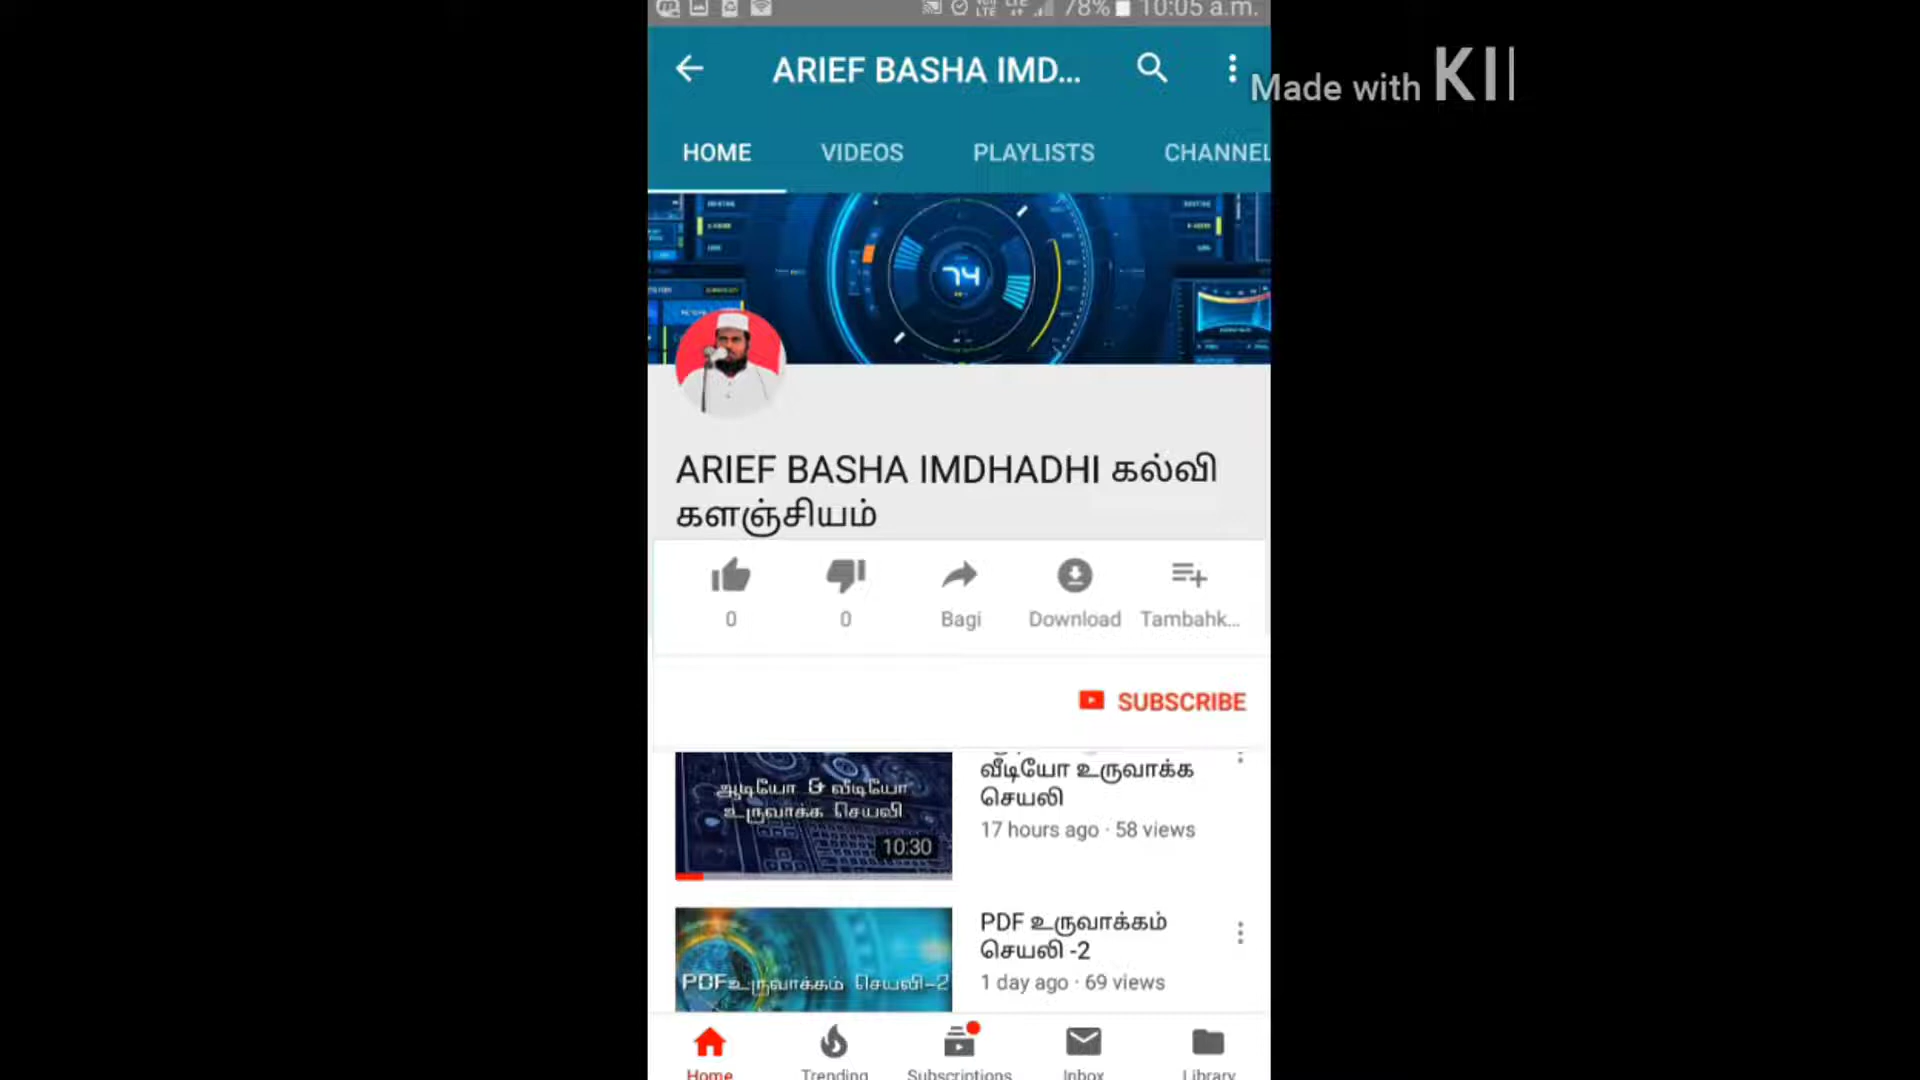 78% 10:05 a.m.
ARIEF BASHA IMD...
Made with KI
HOME VIDEOS PLAYLISTS CHANNEL
74
ARIEF BASHA IMDHADHI கல்வி
களஞ்சியம்
0 0 Bagi Download Tambahk...
SUBSCRIBE
வீடியோ உருவாக்க
செயலி
17 hours ago · 58 views
ஆடியோ & வீடியோ
உருவாக்க செயலி
10:30
PDF உருவாக்கம்
செயலி -2
1 day ago · 69 views
PDFஉருவாக்கம் செயலி-2
Home Trending Subscriptions Inbox Library